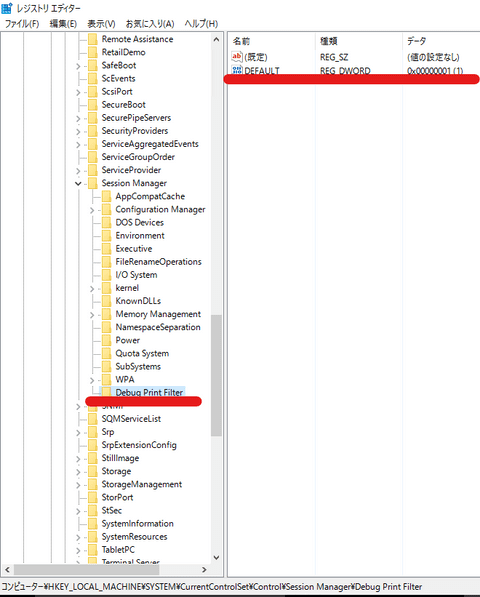 レジストリ エディター
ファイル(F) 編集(E) 表示(V) お気に入り(A) ヘルプ(H)
Remote Assistance
RetailDemo
SafeBoot
ScEvents
ScsiPort
SecureBoot
SecurePipeServers
SecurityProviders
ServiceAggregatedEvents
ServiceGroupOrder
ServiceProvider
Session Manager
AppCompatCache
Configuration Manager
DOS Devices
Environment
Executive
FileRenameOperations
I/O System
kernel
KnownDLLs
Memory Management
NamespaceSeparation
Power
Quota System
SubSystems
WPA
Debug Print Filter
SNMP
SQMServiceList
Srp
SrpExtensionConfig
StillImage
Storage
StorageManagement
StorPort
StSec
SystemInformation
SystemResources
TabletPC
Terminal Server
名前 種類 データ
(既定) REG_SZ (値の設定なし)
DEFAULT REG_DWORD 0x00000001 (1)
コンピューター¥HKEY_LOCAL_MACHINE¥SYSTEM¥CurrentControlSet¥Control¥Session Manager¥Debug Print Filter